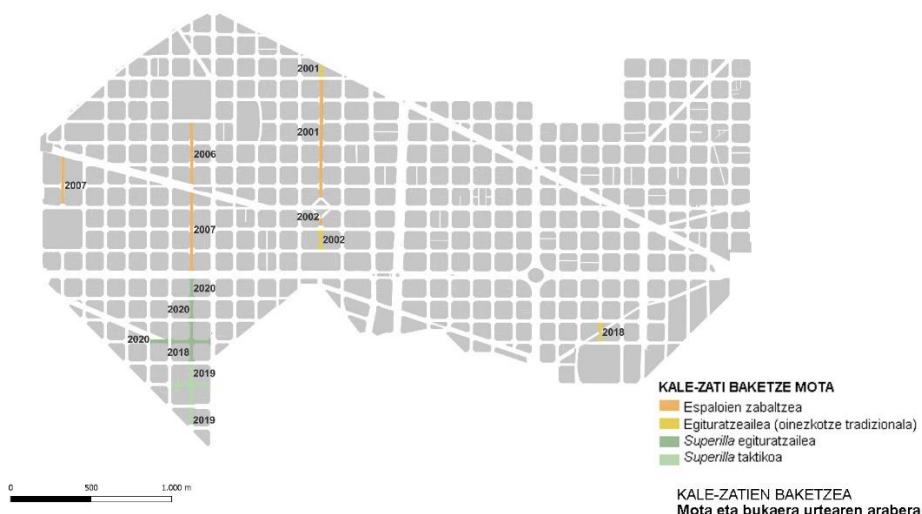 2001
2001
2006
2007
2002
2007
2002
2020
2020
2018
2020
2018
2019
2019
KALE-ZATI BAKETZE MOTA
Espaloien zabaltzea
Egituratzeailea (oinezkotze tradizionala)
Superilla egituratzailea
Superilla taktikoa
0 500 1.000 m
KALE-ZATIEN BAKETZEA
Mota eta bukaera urtearen arabera